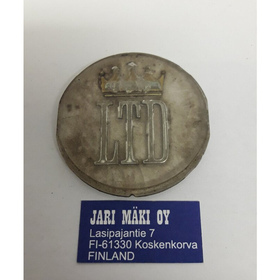 LTD
JARI MÄKI OY
Lasipajantie 7
FI-61330 Koskenkorva
FINLAND